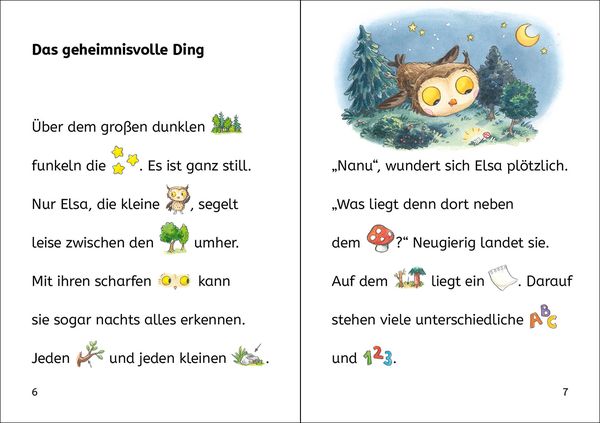 Das geheimnisvolle Ding
Über dem großen dunklen
funkeln die . Es ist ganz still.
Nur Elsa, die kleine , segelt
leise zwischen den umher.
Mit ihren scharfen kann
sie sogar nachts alles erkennen.
Jeden und jeden kleinen .
6
„Nanu“, wundert sich Elsa plötzlich.
„Was liegt denn dort neben
dem ?“ Neugierig landet sie.
Auf dem liegt ein . Darauf
stehen viele unterschiedliche ABC
und 123.
7